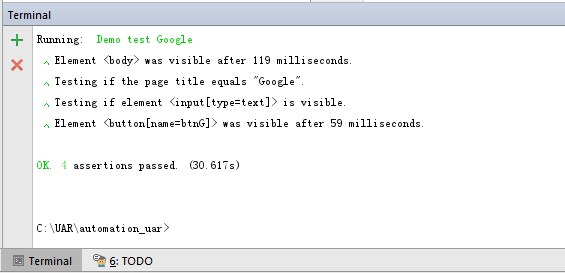 Terminal
Running: Demo test Google
Element <body> was visible after 119 milliseconds.
Testing if the page title equals "Google".
Testing if element <input[type=text]> is visible.
Element <button[name=btnG]> was visible after 59 milliseconds.
OK. 4 assertions passed. (30.617s)
C:\UAR\automation_uar>
Terminal 6: TODO